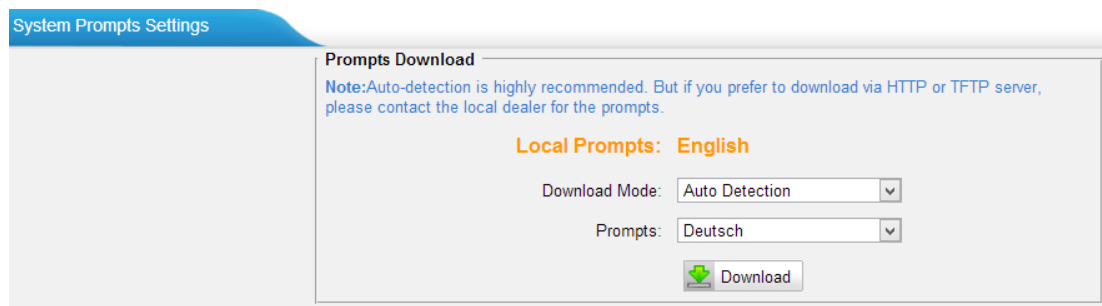 System Prompts Settings
Prompts Download
Note:Auto-detection is highly recommended. But if you prefer to download via HTTP or TFTP server,
please contact the local dealer for the prompts.
Local Prompts: English
Download Mode: Auto Detection
Prompts: Deutsch
Download